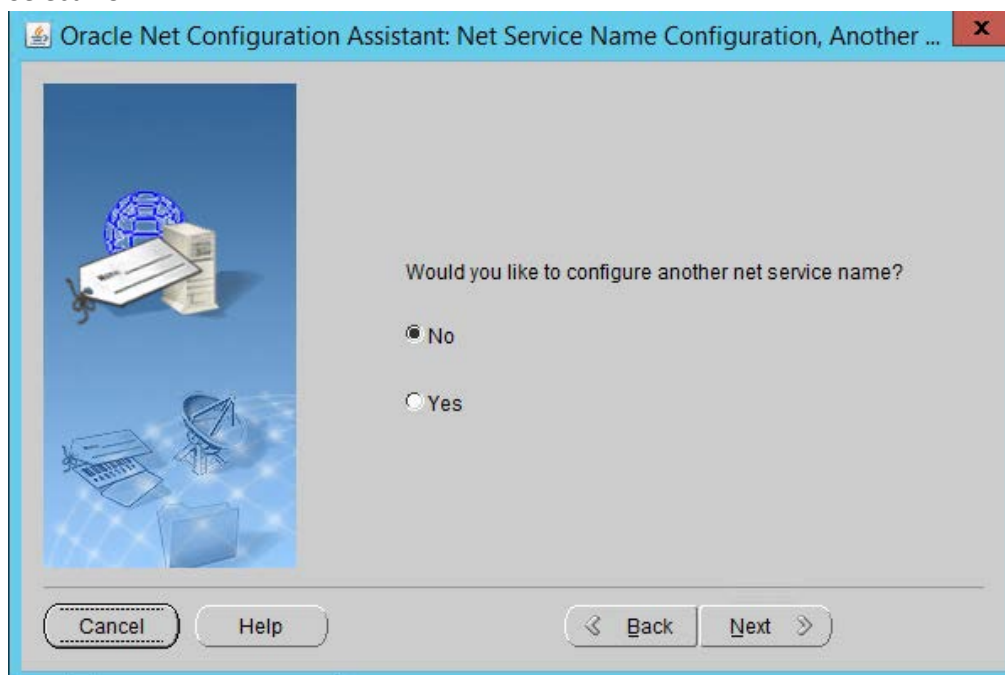 Oracle Net Configuration Assistant: Net Service Name Configuration, Another ...
Would you like to configure another net service name?
No
Yes
Cancel
Help
Back
Next